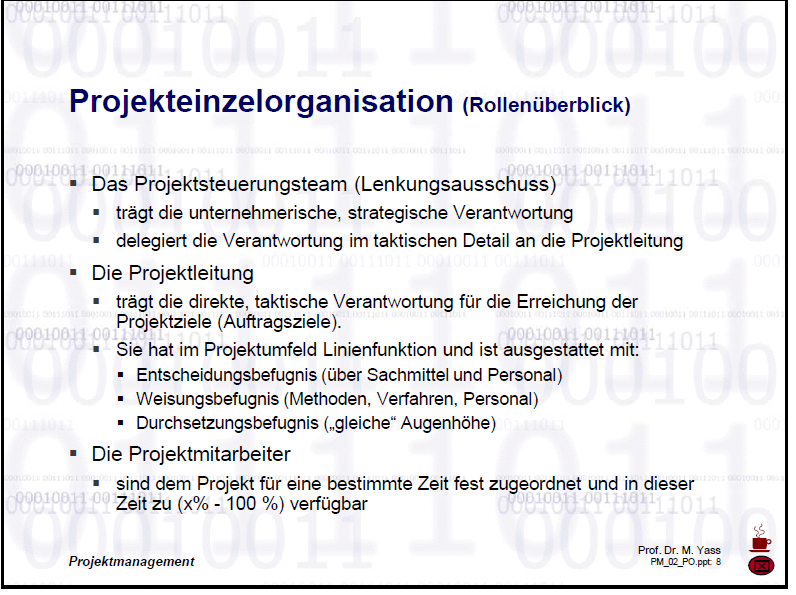 Projekteinzelorganisation (Rollenüberblick)
Das Projektsteuerungsteam (Lenkungsausschuss)
trägt die unternehmerische, strategische Verantwortung
delegiert die Verantwortung im taktischen Detail an die Projektleitung
Die Projektleitung
trägt die direkte, taktische Verantwortung für die Erreichung der
Projektziele (Auftragsziele).
Sie hat im Projektumfeld Linienfunktion und ist ausgestattet mit:
Entscheidungsbefugnis (über Sachmittel und Personal)
Weisungsbefugnis (Methoden, Verfahren, Personal)
Durchsetzungsbefugnis („gleiche“ Augenhöhe)
Die Projektmitarbeiter
sind dem Projekt für eine bestimmte Zeit fest zugeordnet und in dieser
Zeit zu (x% - 100 %) verfügbar
Projektmanagement
Prof. Dr. M. Yass
PM_02_PO.ppt: 8